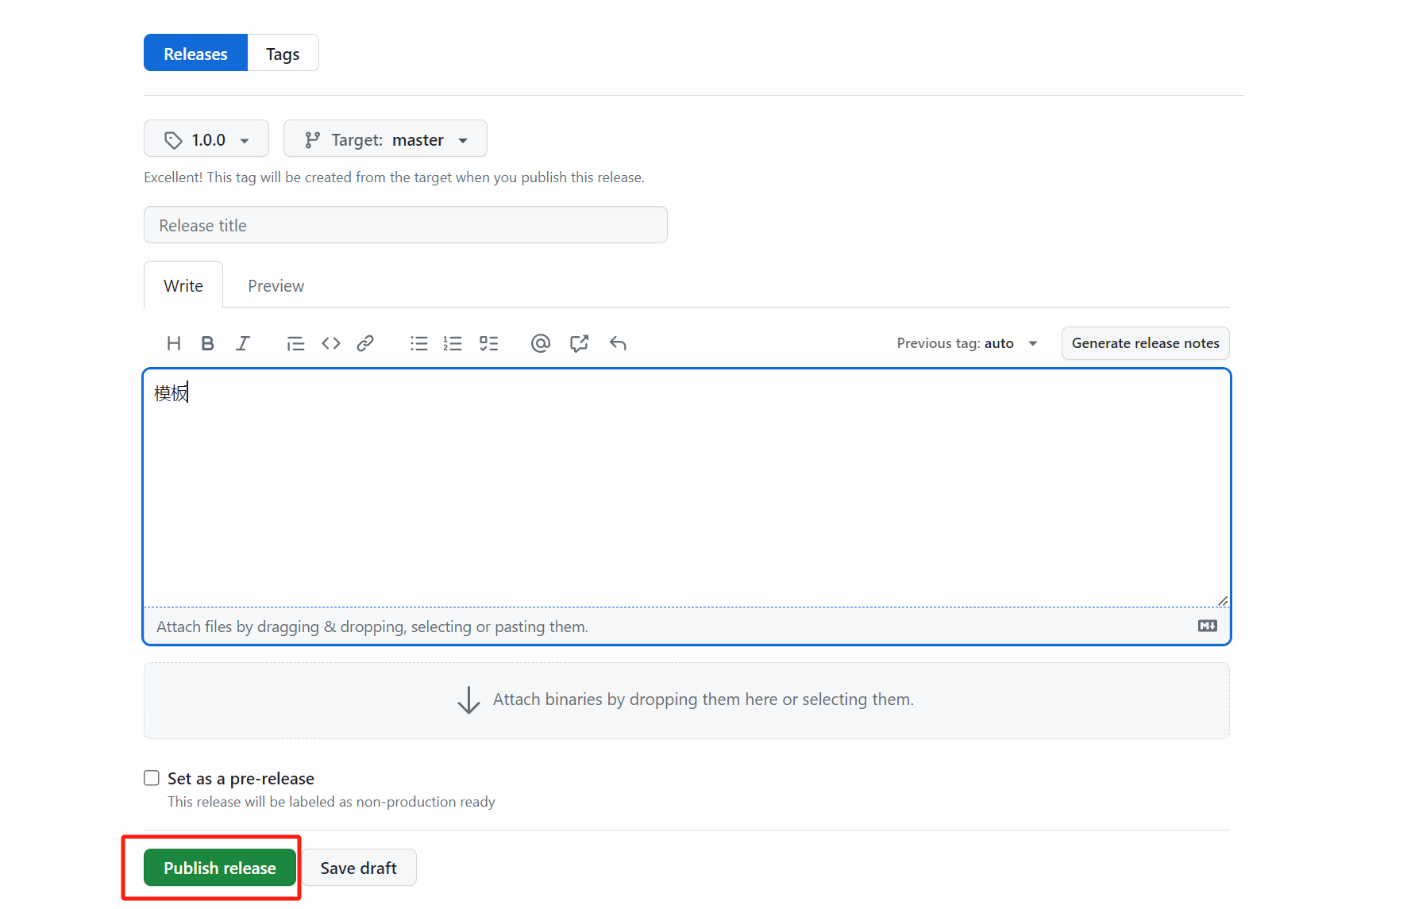 Releases Tags
1.0.0 Target: master
Excellent! This tag will be created from the target when you publish this release.
Release title
Write Preview
H B I Previous tag: auto Generate release notes
模板
Attach files by dragging & dropping, selecting or pasting them.
Attach binaries by dropping them here or selecting them.
Set as a pre-release
This release will be labeled as non-production ready
Publish release Save draft